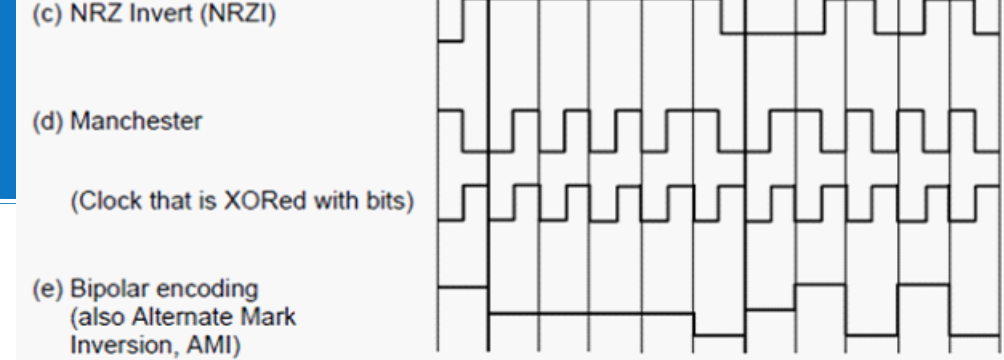 (c) NRZ Invert (NRZI)
(d) Manchester
(Clock that is XORed with bits)
(e) Bipolar encoding
(also Alternate Mark
Inversion, AMI)